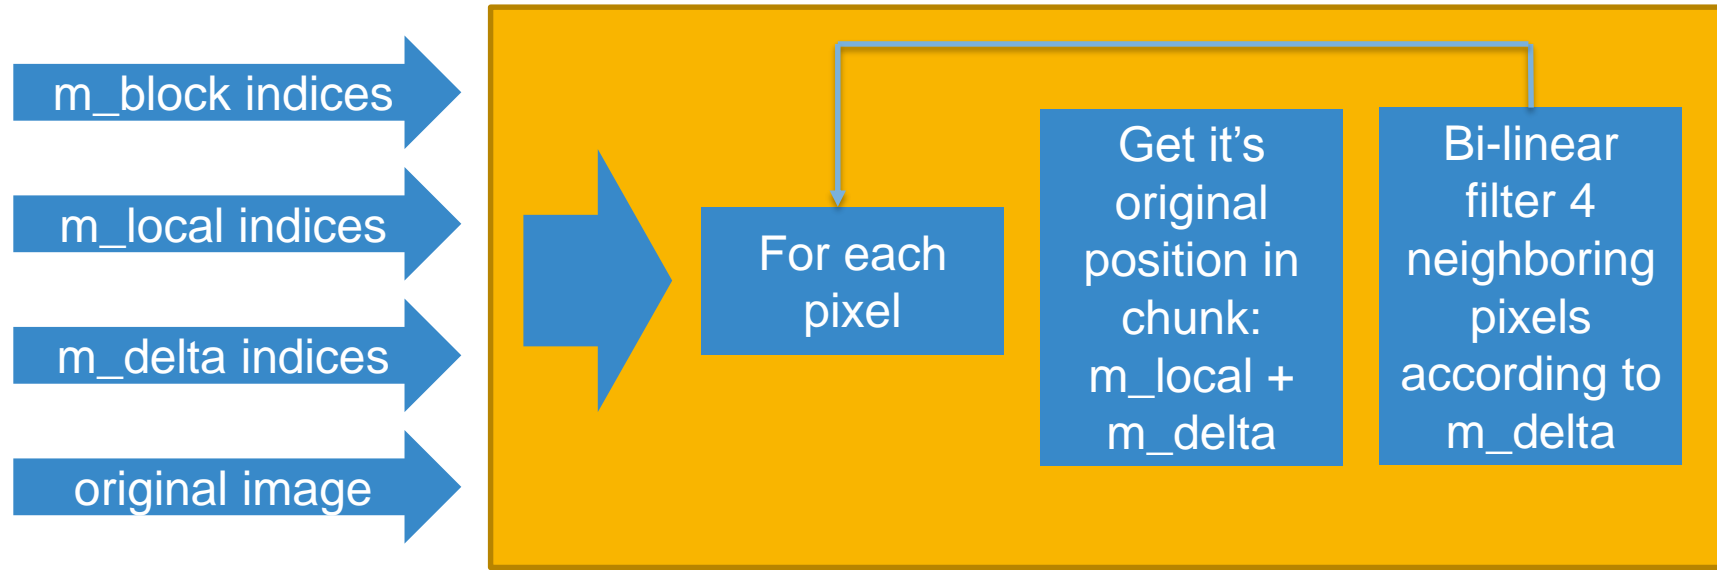 m_block indices
m_local indices
m_delta indices
original image
For each
pixel
Get it’s
original
position in
chunk:
m_local +
m_delta
Bi-linear
filter 4
neighboring
pixels
according to
m_delta